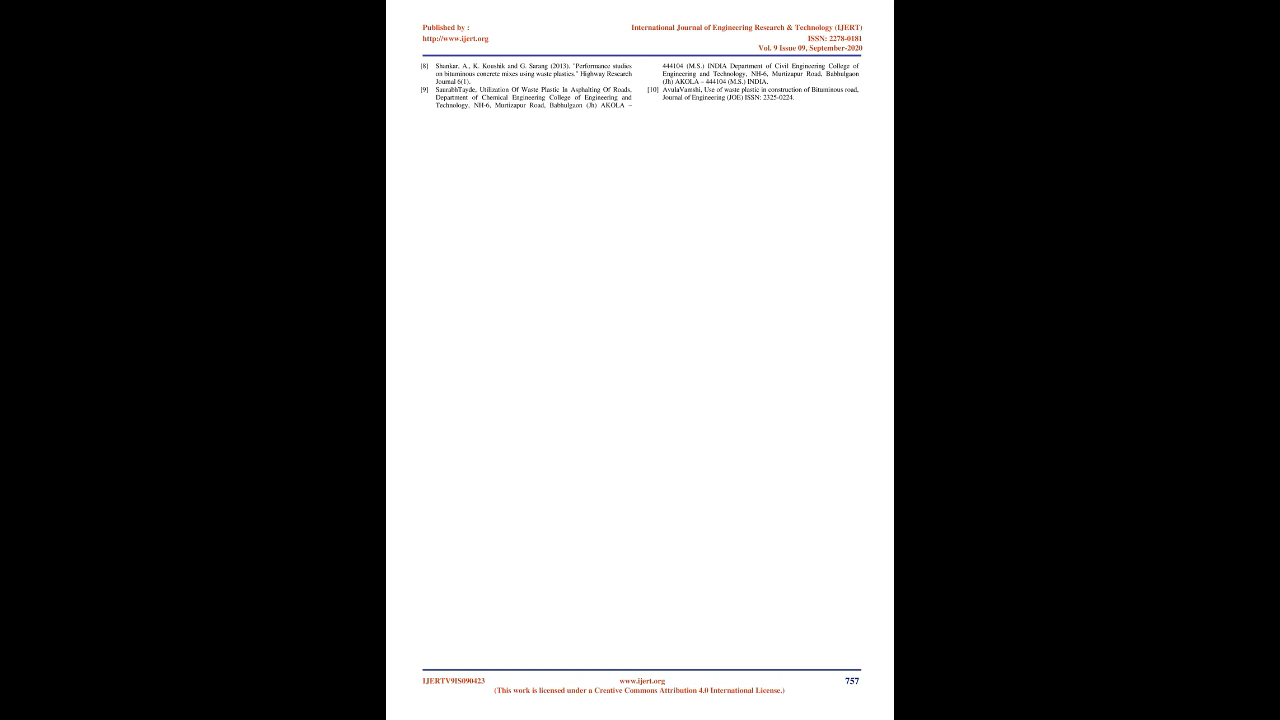 Published by :
http://www.ijert.org
International Journal of Engineering Research & Technology (IJERT)
ISSN: 2278-0181
Vol. 9 Issue 09, September-2020
[8] Shankar, A., K. Koushik and G. Sarang (2013). "Performance studies
on bituminous concrete mixes using waste plastics." Highway Research
Journal 6(1).
[9] SaurabhTayde, Utilization Of Waste Plastic In Asphalting Of Roads,
Department of Chemical Engineering College of Engineering and
Technology, NH-6, Murtizapur Road, Babhulgaon (Jh) AKOLA –
444104 (M.S.) INDIA Department of Civil Engineering College of
Engineering and Technology, NH-6, Murtizapur Road, Babhulgaon
(Jh) AKOLA – 444104 (M.S.) INDIA.
[10] AvulaVamshi, Use of waste plastic in construction of Bituminous road,
Journal of Engineering (JOE) ISSN: 2325-0224.
IJERTV9IS090423
www.ijert.org
757
(This work is licensed under a Creative Commons Attribution 4.0 International License.)